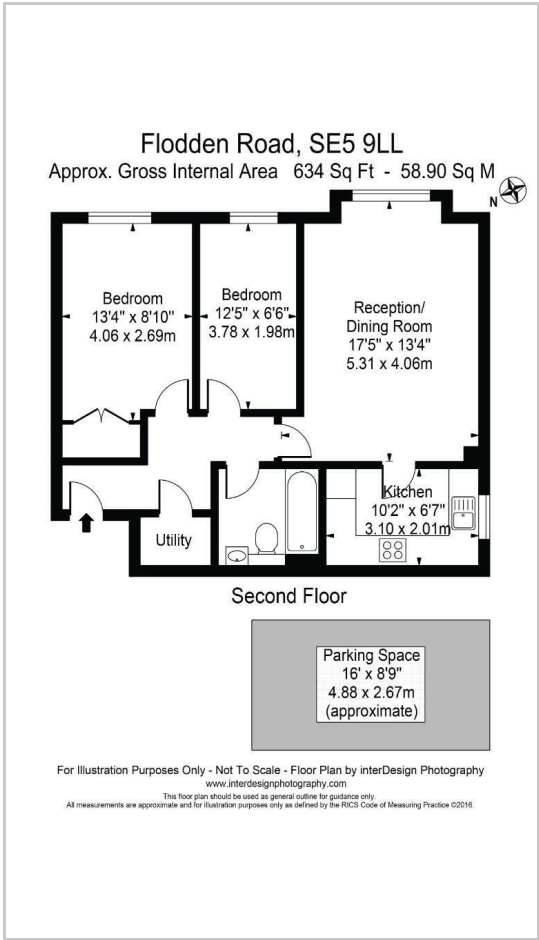 Flodden Road, SE5 9LL
Approx. Gross Internal Area 634 Sq Ft - 58.90 Sq M
N
Bedroom
13'4" x 8'10"
4.06 x 2.69m
Bedroom
12'5" x 6'6"
3.78 x 1.98m
Reception/
Dining Room
17'5" x 13'4"
5.31 x 4.06m
Kitchen
10'2" x 6'7"
3.10 x 2.01m
Utility
Second Floor
Parking Space
16' x 8'9"
4.88 x 2.67m
(approximate)
For Illustration Purposes Only - Not To Scale - Floor Plan by interDesign Photography
www.interdesignphotography.com
This floor plan should be used as general outline for guidance only.
All measurements are approximate and for illustration purposes only as defined by the RICS Code of Measuring Practice ©2016.